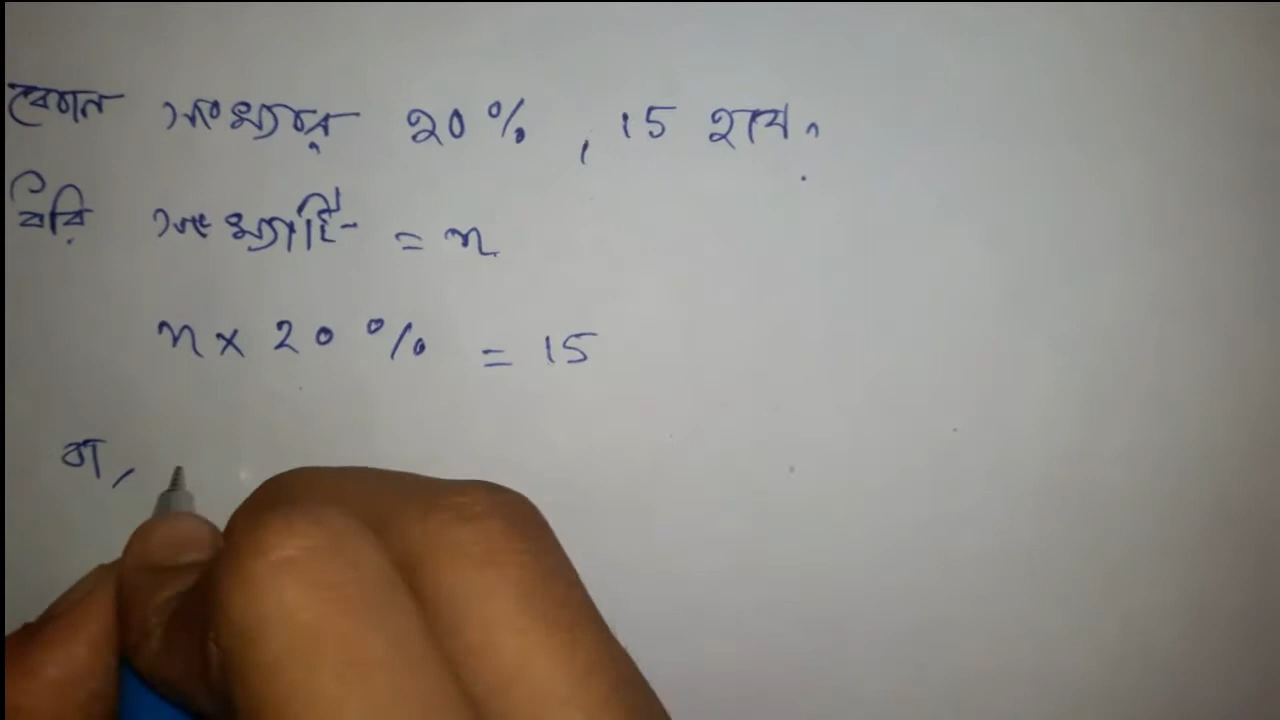 কোন সংখ্যার 20%, 15 হবে।
ধরি সংখ্যাটি = n
n × 20% = 15
বা,